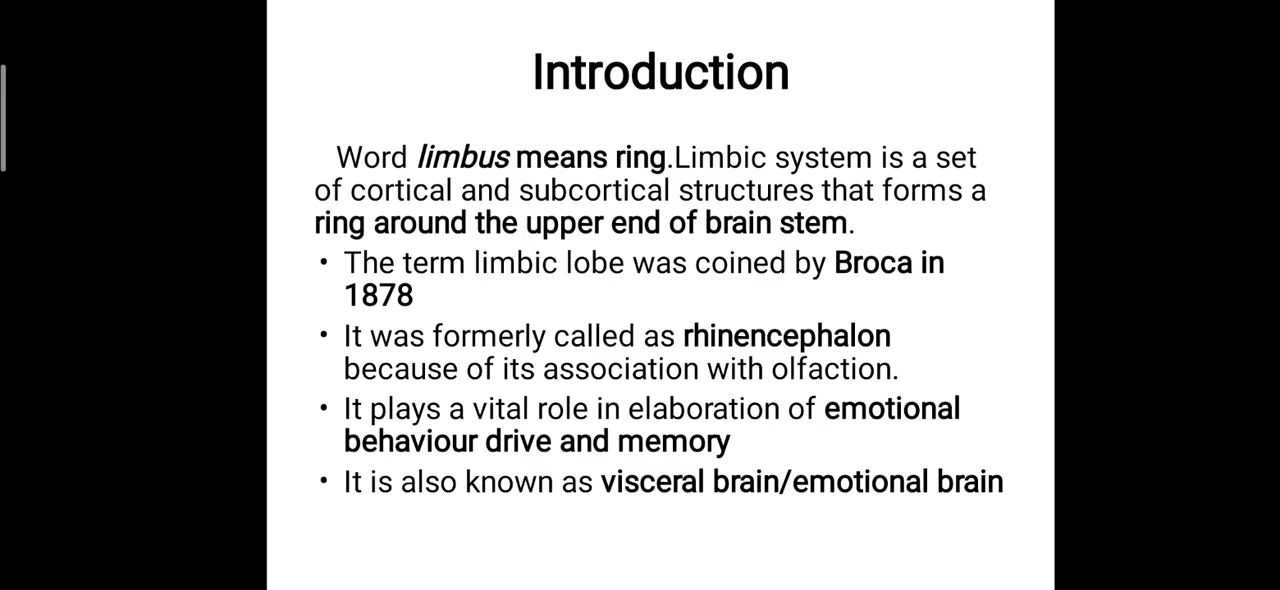 Introduction
Word limbus means ring.Limbic system is a set
of cortical and subcortical structures that forms a
ring around the upper end of brain stem.
• The term limbic lobe was coined by Broca in
1878
• It was formerly called as rhinencephalon
because of its association with olfaction.
• It plays a vital role in elaboration of emotional
behaviour drive and memory
• It is also known as visceral brain/emotional brain